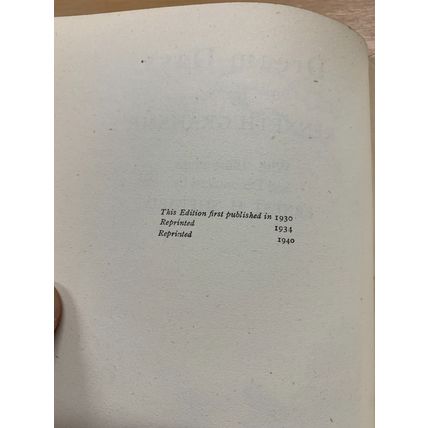 This Edition first published in 1930
Reprinted 1934
Reprinted 1940